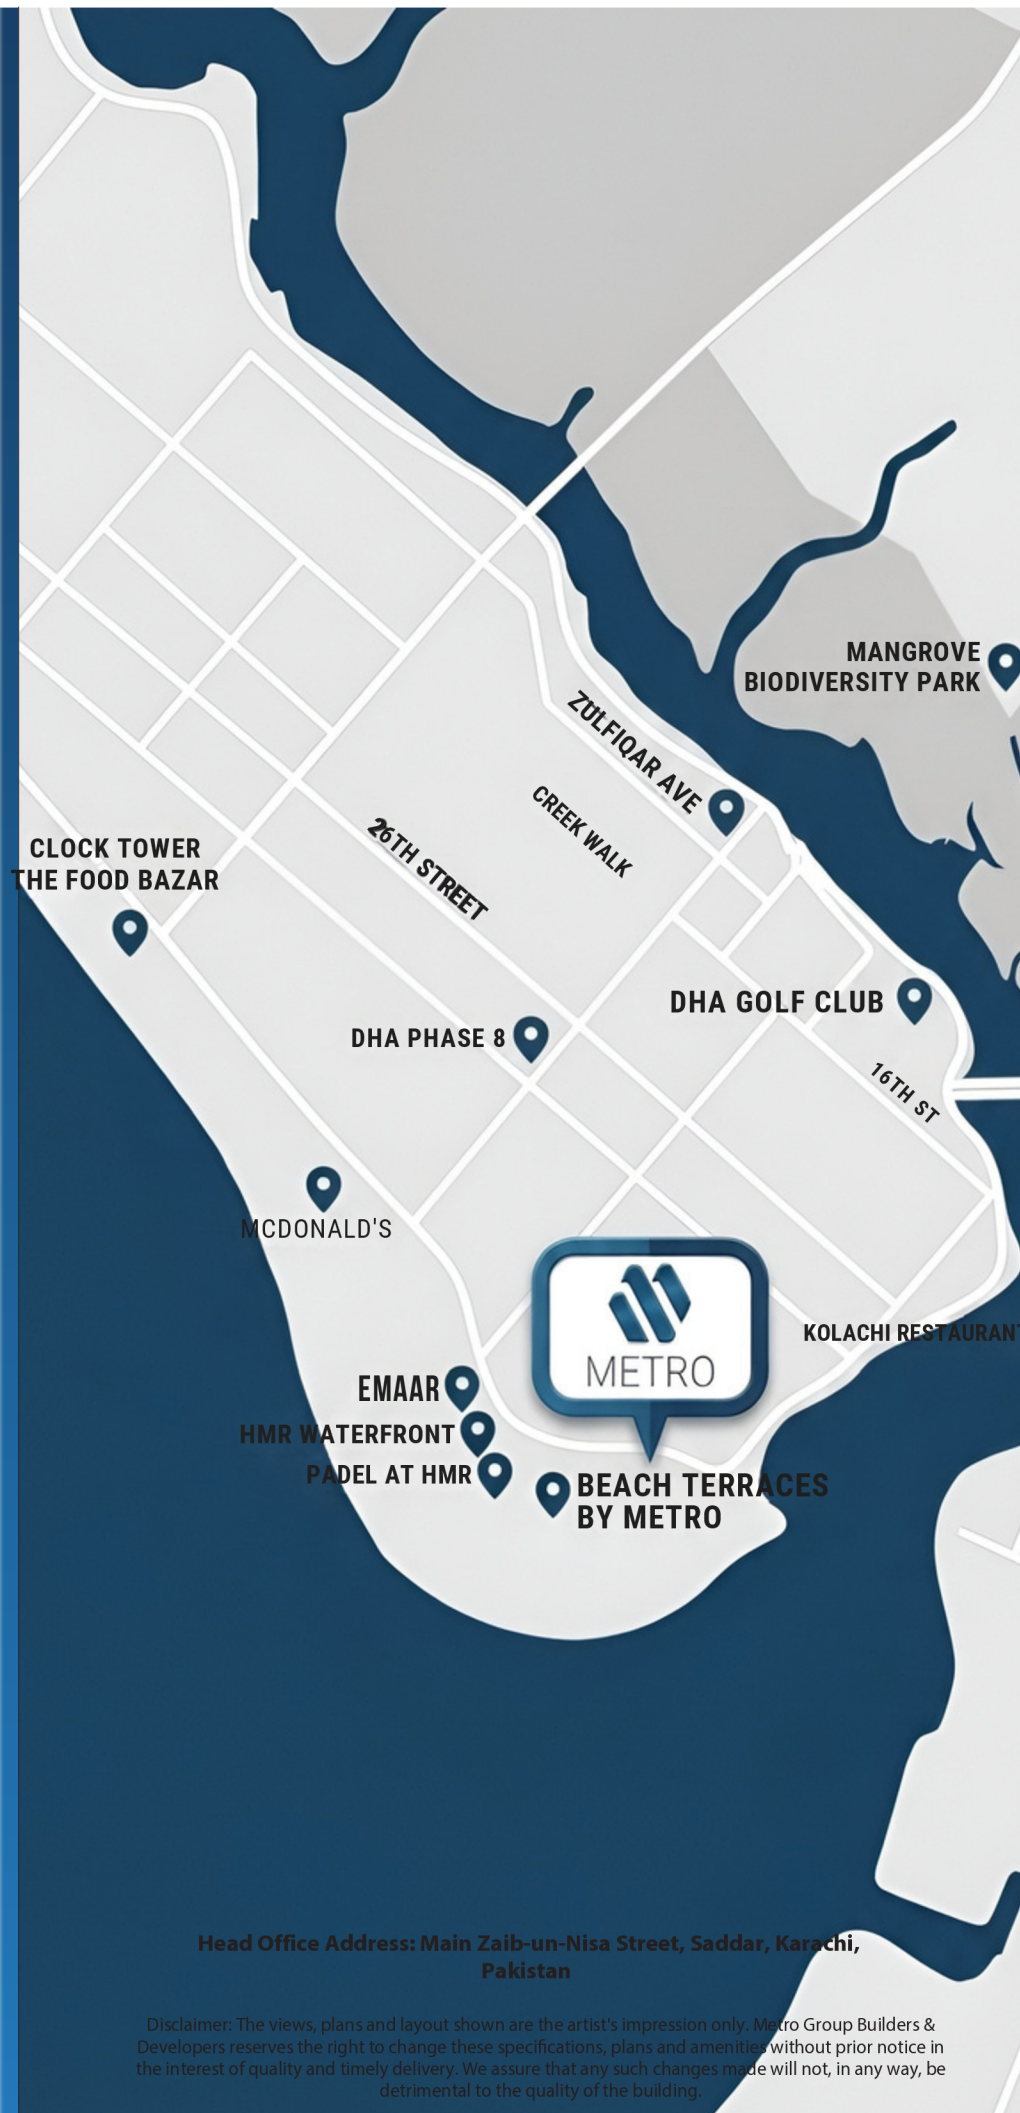 MANGROVE
BIODIVERSITY PARK
ZULFIQAR AVE
CREEK WALK
26TH STREET
CLOCK TOWER
THE FOOD BAZAR
DHA GOLF CLUB
DHA PHASE 8
16TH ST
MCDONALD'S
METRO
KOLACHI RESTAURANT
EMAAR
HMR WATERFRONT
PADEL AT HMR
BEACH TERRACES
BY METRO
Head Office Address: Main Zaib-un-Nisa Street, Saddar, Karachi,
Pakistan
Disclaimer: The views, plans and layout shown are the artist's impression only. Metro Group Builders &
Developers reserves the right to change these specifications, plans and amenities without prior notice in
the interest of quality and timely delivery. We assure that any such changes made will not, in any way, be
detrimental to the quality of the building.